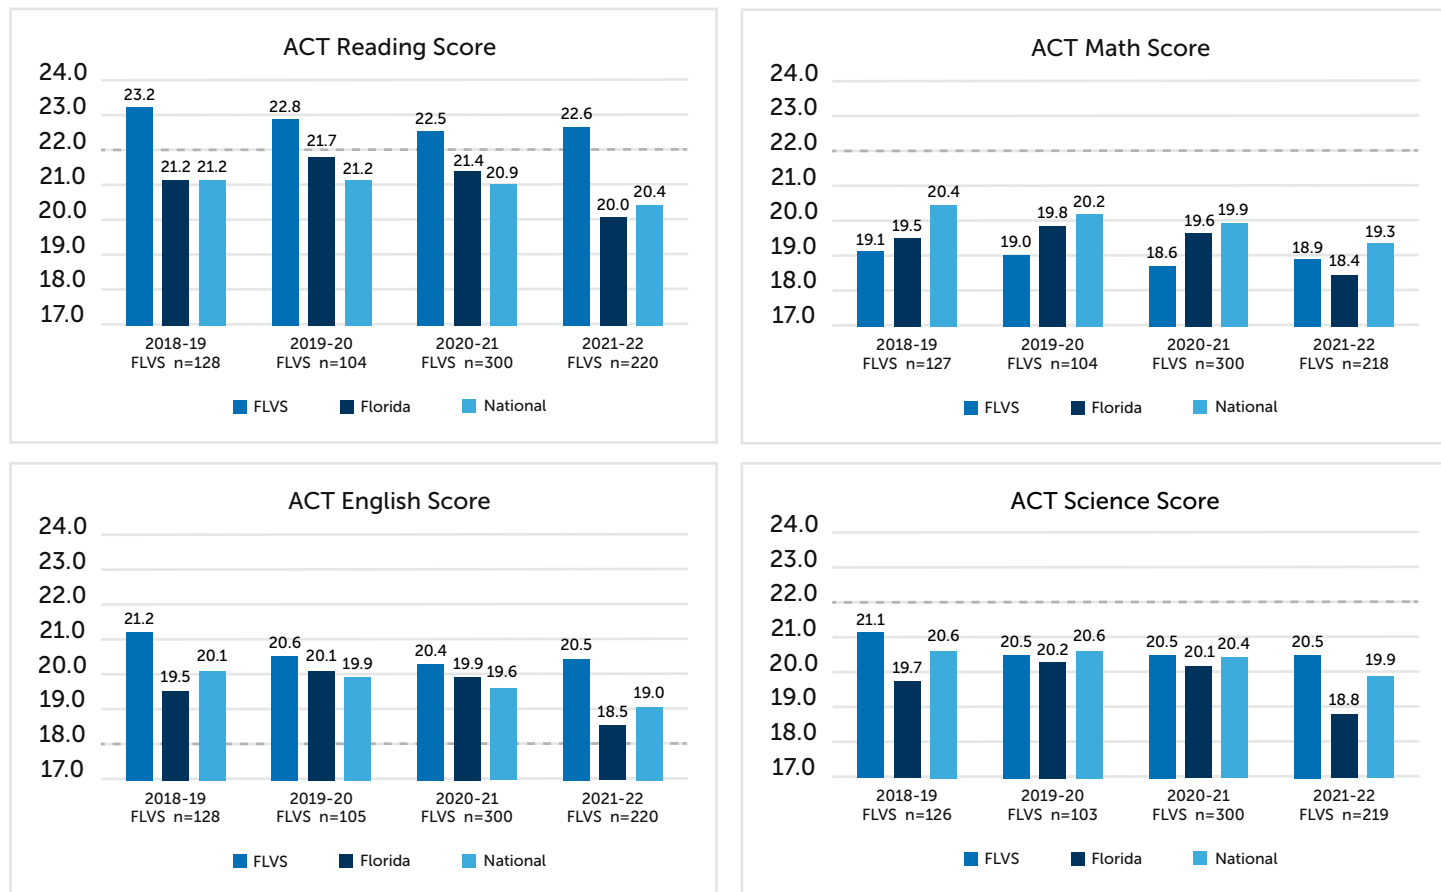 ACT Reading Score
24.0
23.0
22.0
21.0
20.0
19.0
18.0
17.0
23.2 21.2 21.2
22.8 21.7 21.2
22.5 21.4 20.9
22.6 20.0 20.4
2018-19 2019-20 2020-21 2021-22
FLVS n=128 FLVS n=104 FLVS n=300 FLVS n=220
FLVS Florida National
ACT Math Score
24.0
23.0
22.0
21.0
20.0
19.0
18.0
17.0
19.1 19.5 20.4
19.0 19.8 20.2
18.6 19.6 19.9
18.9 18.4 19.3
2018-19 2019-20 2020-21 2021-22
FLVS n=127 FLVS n=104 FLVS n=300 FLVS n=218
FLVS Florida National
ACT English Score
24.0
23.0
22.0
21.0
20.0
19.0
18.0
17.0
21.2 19.5 20.1
20.6 20.1 19.9
20.4 19.9 19.6
20.5 18.5 19.0
2018-19 2019-20 2020-21 2021-22
FLVS n=128 FLVS n=105 FLVS n=300 FLVS n=220
FLVS Florida National
ACT Science Score
24.0
23.0
22.0
21.0
20.0
19.0
18.0
17.0
21.1 19.7 20.6
20.5 20.2 20.6
20.5 20.1 20.4
20.5 18.8 19.9
2018-19 2019-20 2020-21 2021-22
FLVS n=126 FLVS n=103 FLVS n=300 FLVS n=219
FLVS Florida National